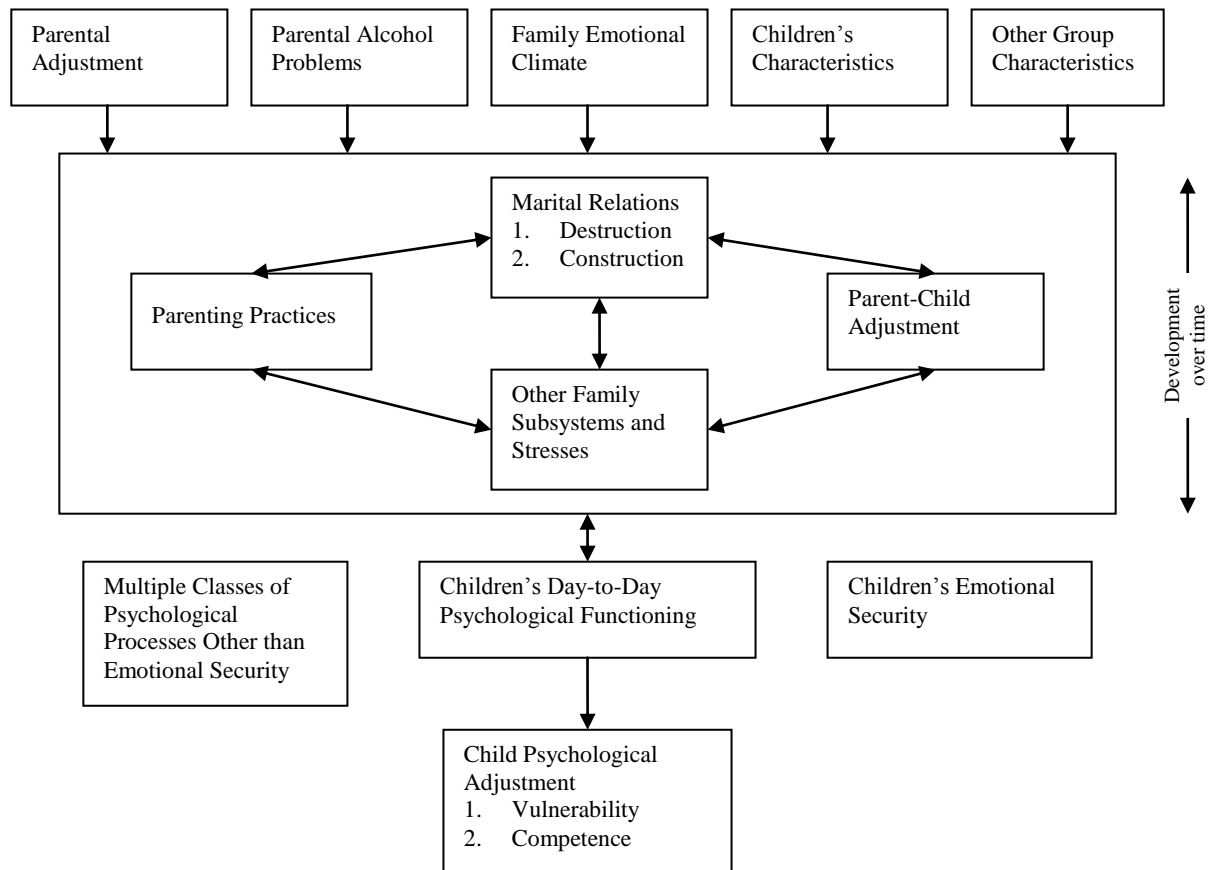 Parental
Adjustment
Parental Alcohol
Problems
Family Emotional
Climate
Children’s
Characteristics
Other Group
Characteristics
Marital Relations
1. Destruction
2. Construction
Parenting Practices
Parent-Child
Adjustment
Other Family
Subsystems and
Stresses
Development
over time
Multiple Classes of
Psychological
Processes Other than
Emotional Security
Children’s Day-to-Day
Psychological Functioning
Children’s Emotional
Security
Child Psychological
Adjustment
1. Vulnerability
2. Competence